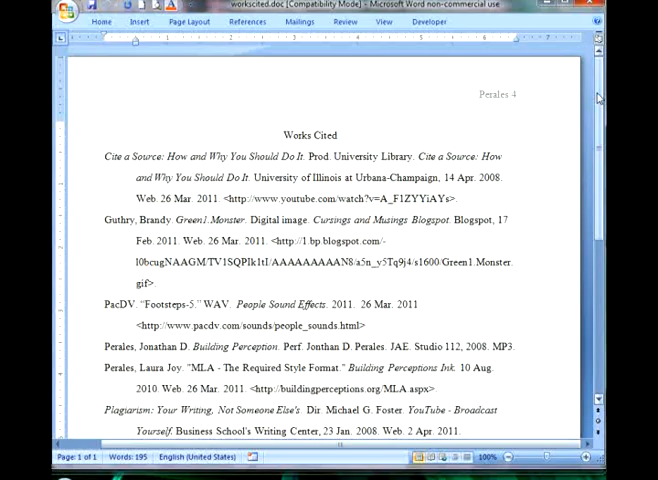 workscited.doc [Compatibility Mode] - Microsoft Word non-commercial use
Home Insert Page Layout References Mailings Review View Developer
Perales 4
Works Cited
Cite a Source: How and Why You Should Do It. Prod. University Library. Cite a Source: How
and Why You Should Do It. University of Illinois at Urbana-Champaign, 14 Apr. 2008.
Web. 26 Mar. 2011. <http://www.youtube.com/watch?v=A_F1ZYYiAYs>.
Guthry, Brandy. Green1.Monster. Digital image. Cursings and Musings Blogspot. Blogspot, 17
Feb. 2011. Web. 26 Mar. 2011. <http://1.bp.blogspot.com/-
l0bcugNAAGM/TV1SQPIk1tI/AAAAAAAAAN8/a5n_y5Tq9j4/s1600/Green1.Monster.
gif>.
PacDV. “Footsteps-5.” WAV. People Sound Effects. 2011. 26 Mar. 2011
<http://www.pacdv.com/sounds/people_sounds.html>
Perales, Jonathan D. Building Perception. Perf. Jonthan D. Perales. JAE. Studio 112, 2008. MP3.
Perales, Laura Joy. "MLA - The Required Style Format." Building Perceptions Ink. 10 Aug.
2010. Web. 26 Mar. 2011. <http://buildingperceptions.org/MLA.aspx>.
Plagiarism: Your Writing, Not Someone Else's. Dir. Michael G. Foster. YouTube - Broadcast
Yourself. Business School's Writing Center, 23 Jan. 2008. Web. 2 Apr. 2011.
Page: 1 of 1 Words: 195 English (United States) 100%